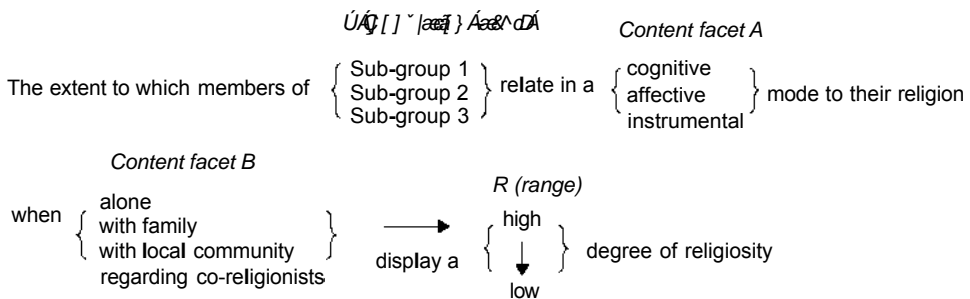 Content facet A
The extent to which members of { Sub-group 1 Sub-group 2 Sub-group 3 } relate in a { cognitive affective instrumental } mode to their religion
Content facet B
when { alone with family with local community regarding co-religionists }
R (range)
display a { high low } degree of religiosity